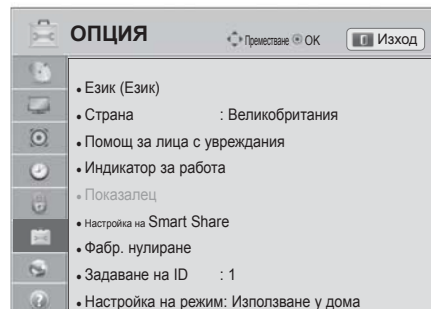 ОПЦИЯ Преместване OK Изход
• Език (Език)
• Страна : Великобритания
• Помощ за лица с увреждания
• Индикатор за работа
• Показалец
• Настройка на Smart Share
• Фабр. нулиране
• Задаване на ID : 1
• Настройка на режим: Използване у дома